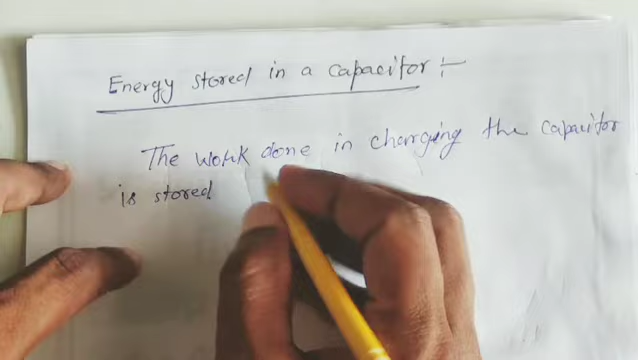 Energy stored in a capacitor :-
The work done in charging the capacitor
is stored